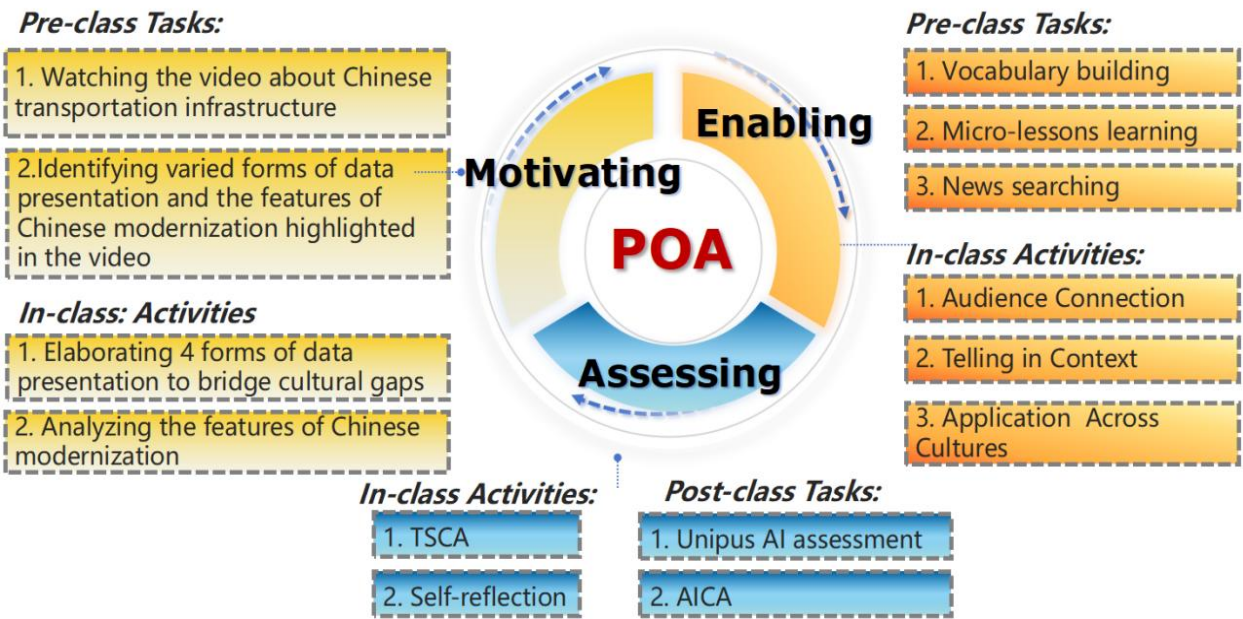 Pre-class Tasks:
1. Watching the video about Chinese
transportation infrastructure
2.Identifying varied forms of data
presentation and the features of
Chinese modernization highlighted
in the video
In-class: Activities
1. Elaborating 4 forms of data
presentation to bridge cultural gaps
2. Analyzing the features of Chinese
modernization
Motivating
Enabling
POA
Assessing
Pre-class Tasks:
1. Vocabulary building
2. Micro-lessons learning
3. News searching
In-class Activities:
1. Audience Connection
2. Telling in Context
3. Application Across
Cultures
In-class Activities:
1. TSCA
2. Self-reflection
Post-class Tasks:
1. Unipus AI assessment
2. AICA